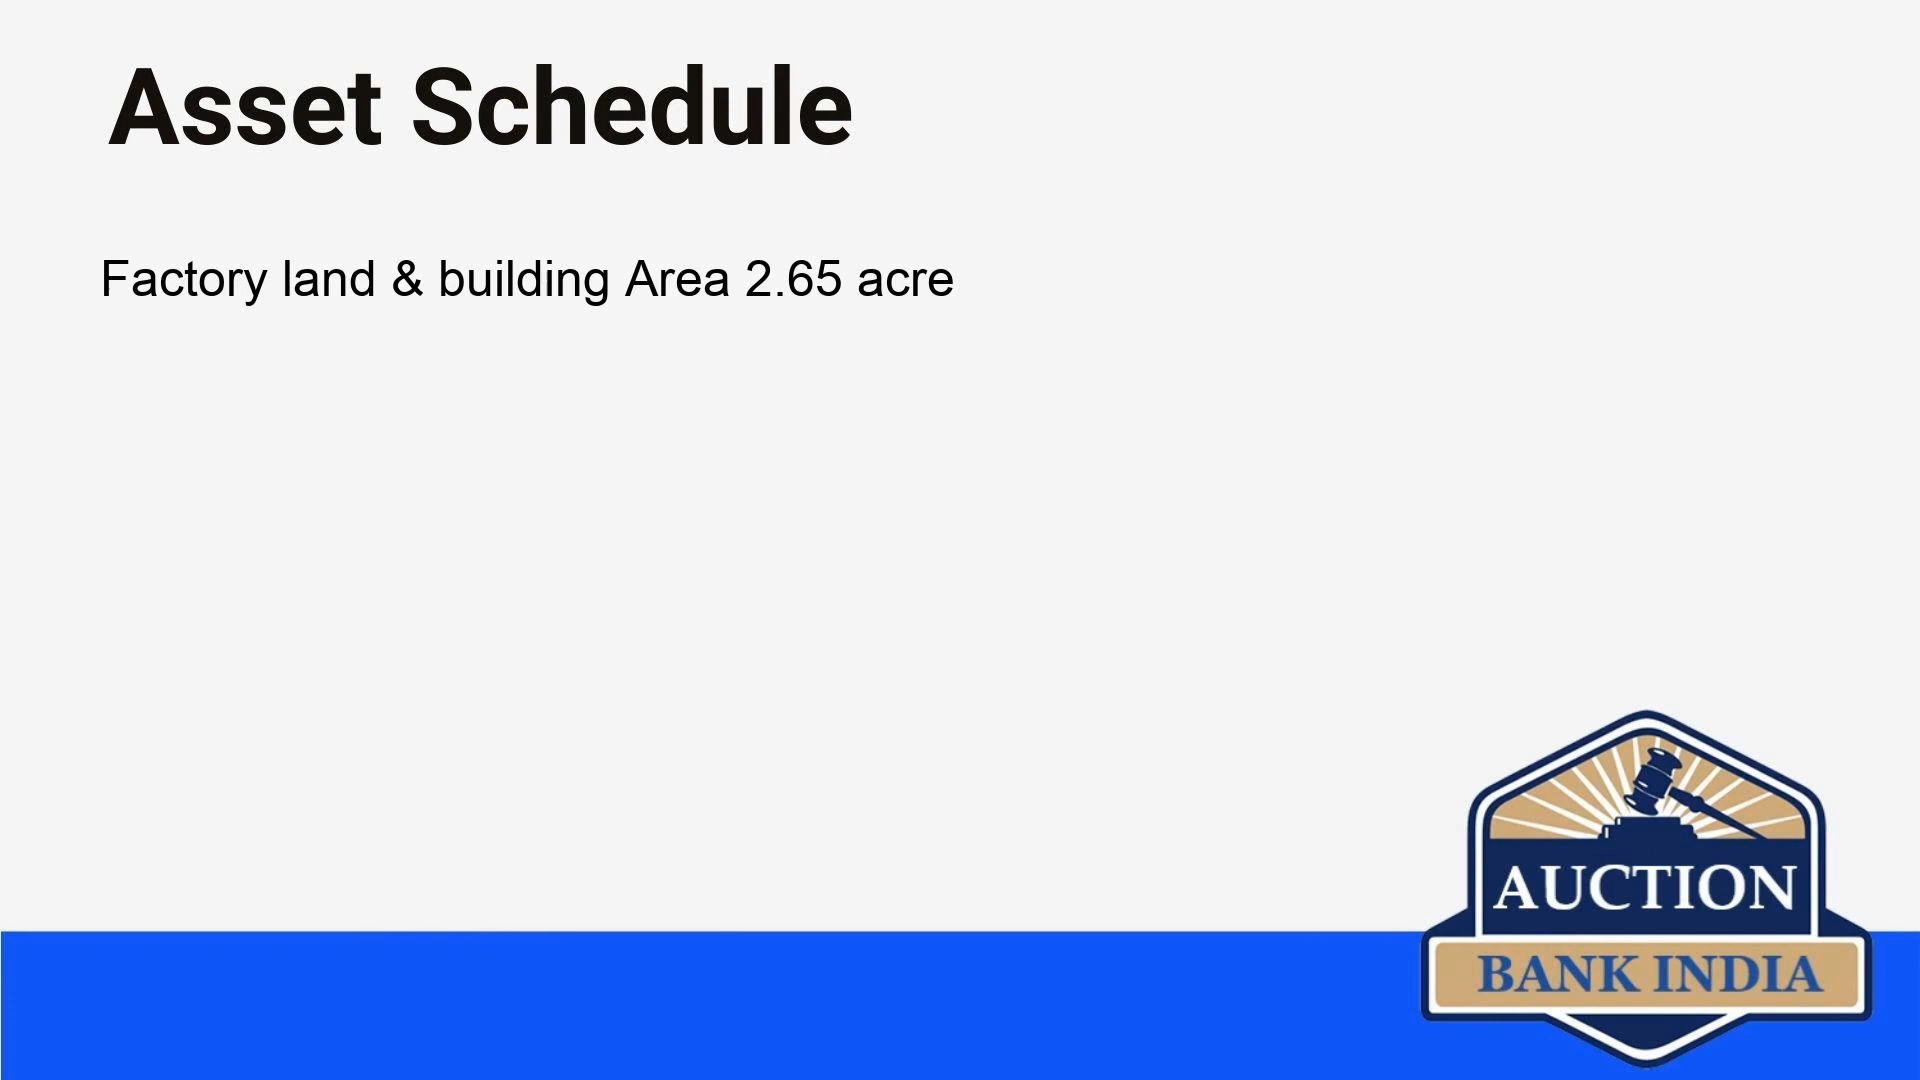 Asset Schedule
Factory land & building Area 2.65 acre
AUCTION
BANK INDIA